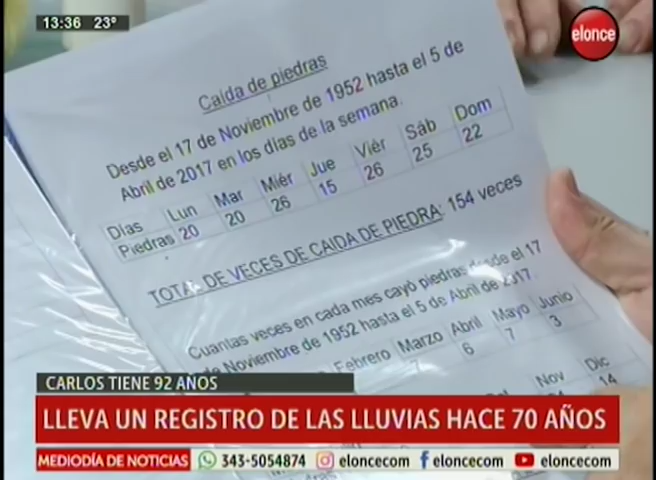 13:36 23º
elonce
Caida de piedras
Desde el 17 de Noviembre de 1952 hasta el 5 de
Abril de 2017 en los días de la semana.
Días Lun Mar Miér Jue Viér Sáb Dom
Piedras 20 20 26 15 26 25 22
TOTAL DE VECES DE CAIDA DE PIEDRA: 154 veces
Cuantas veces en cada mes cayó piedras desde el 17
de Noviembre de 1952 hasta el 5 de Abril de 2017.
Febrero Marzo Abril Mayo Junio
7 6 7 3
Nov Dic
14
CARLOS TIENE 92 AÑOS
LLEVA UN REGISTRO DE LAS LLUVIAS HACE 70 AÑOS
MEDIODÍA DE NOTICIAS 343-5054874 eloncecom eloncecom eloncecom